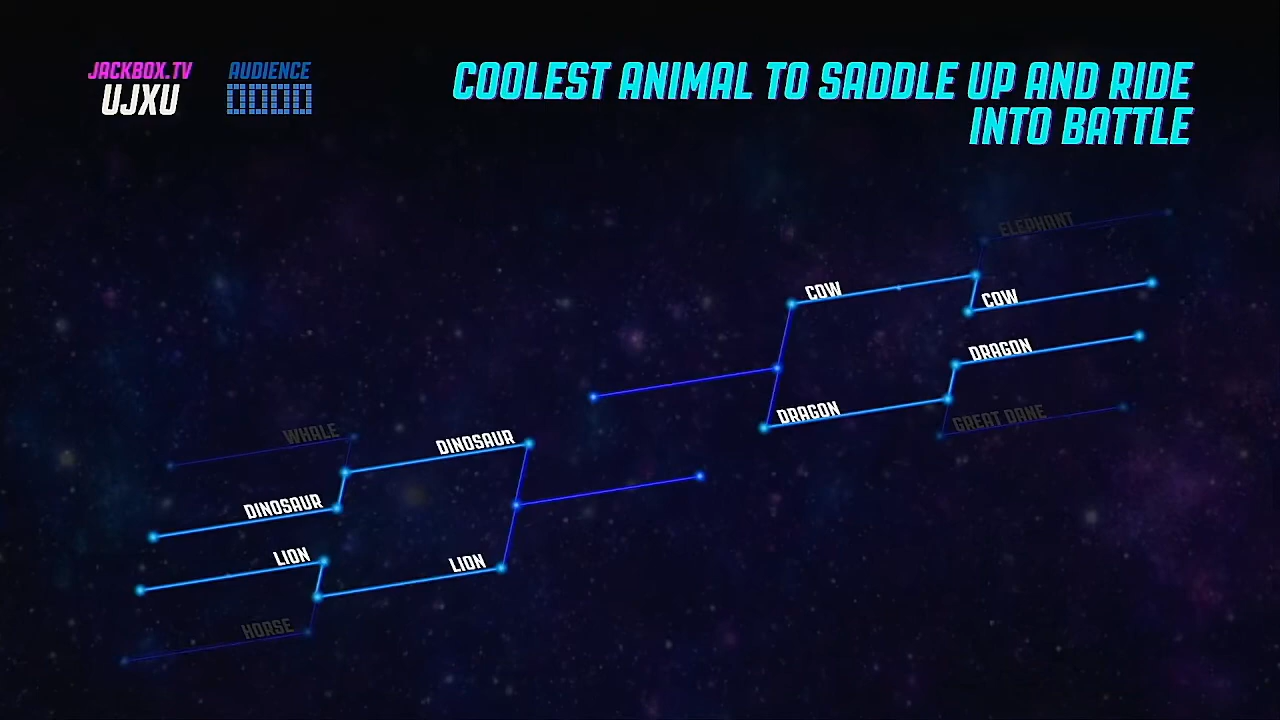 JACKBOX.TV
UJXU
AUDIENCE
0000
COOLEST ANIMAL TO SADDLE UP AND RIDE
INTO BATTLE
ELEPHANT
COW
COW
DRAGON
DRAGON
GREAT DANE
WHALE
DINOSAUR
DINOSAUR
LION
LION
HORSE